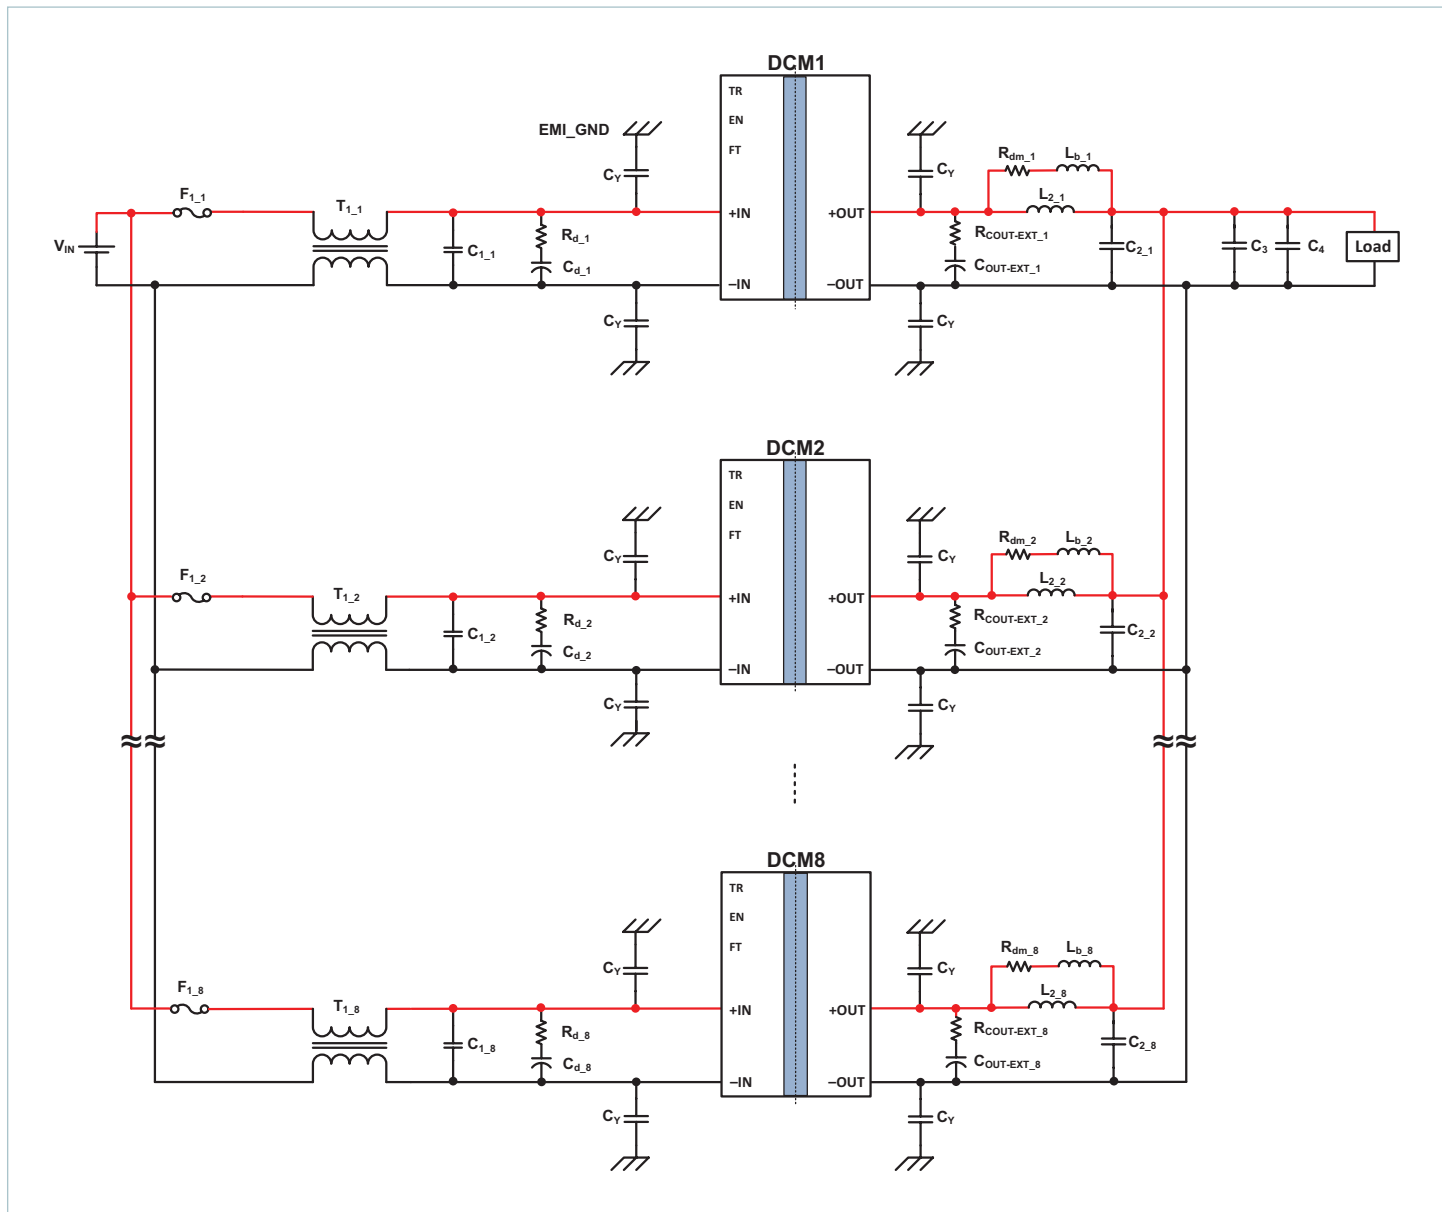 DCM1
TR
EN
FT
EMI_GND
CY
CY
Rdm_1
Lb_1
F1_1
T1_1
L2_1
+IN
+OUT
VIN
C1_1
Rd_1
Cd_1
RCOUT-EXT_1
COUT-EXT_1
C2_1
C3
C4
Load
–IN
–OUT
CY
CY
DCM2
TR
EN
FT
CY
CY
Rdm_2
Lb_2
F1_2
T1_2
L2_2
+IN
+OUT
C1_2
Rd_2
Cd_2
RCOUT-EXT_2
COUT-EXT_2
C2_2
–IN
–OUT
CY
CY
DCM8
TR
EN
FT
CY
CY
Rdm_8
Lb_8
F1_8
T1_8
L2_8
+IN
+OUT
C1_8
Rd_8
Cd_8
RCOUT-EXT_8
COUT-EXT_8
C2_8
–IN
–OUT
CY
CY